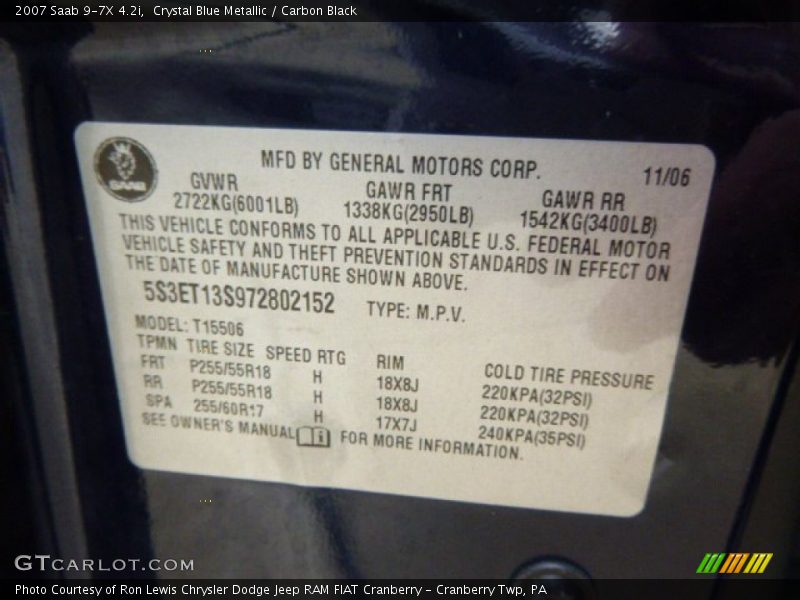 2007 Saab 9-7X 4.2i,  Crystal Blue Metallic / Carbon Black
SAAB
MFD BY GENERAL MOTORS CORP.
11/06
GVWR GAWR FRT GAWR RR
2722KG(6001LB) 1338KG(2950LB) 1542KG(3400LB)
THIS VEHICLE CONFORMS TO ALL APPLICABLE U.S. FEDERAL MOTOR
VEHICLE SAFETY AND THEFT PREVENTION STANDARDS IN EFFECT ON
THE DATE OF MANUFACTURE SHOWN ABOVE.
5S3ET13S972802152 TYPE: M.P.V.
MODEL: T15506
TPMN TIRE SIZE SPEED RTG RIM COLD TIRE PRESSURE
FRT P255/55R18 H 18X8J 220KPA(32PSI)
RR P255/55R18 H 18X8J 220KPA(32PSI)
SPA 255/60R17 H 17X7J 240KPA(35PSI)
SEE OWNER'S MANUAL FOR MORE INFORMATION.
GTCARLOT.COM
Photo Courtesy of Ron Lewis Chrysler Dodge Jeep RAM FIAT Cranberry - Cranberry Twp, PA